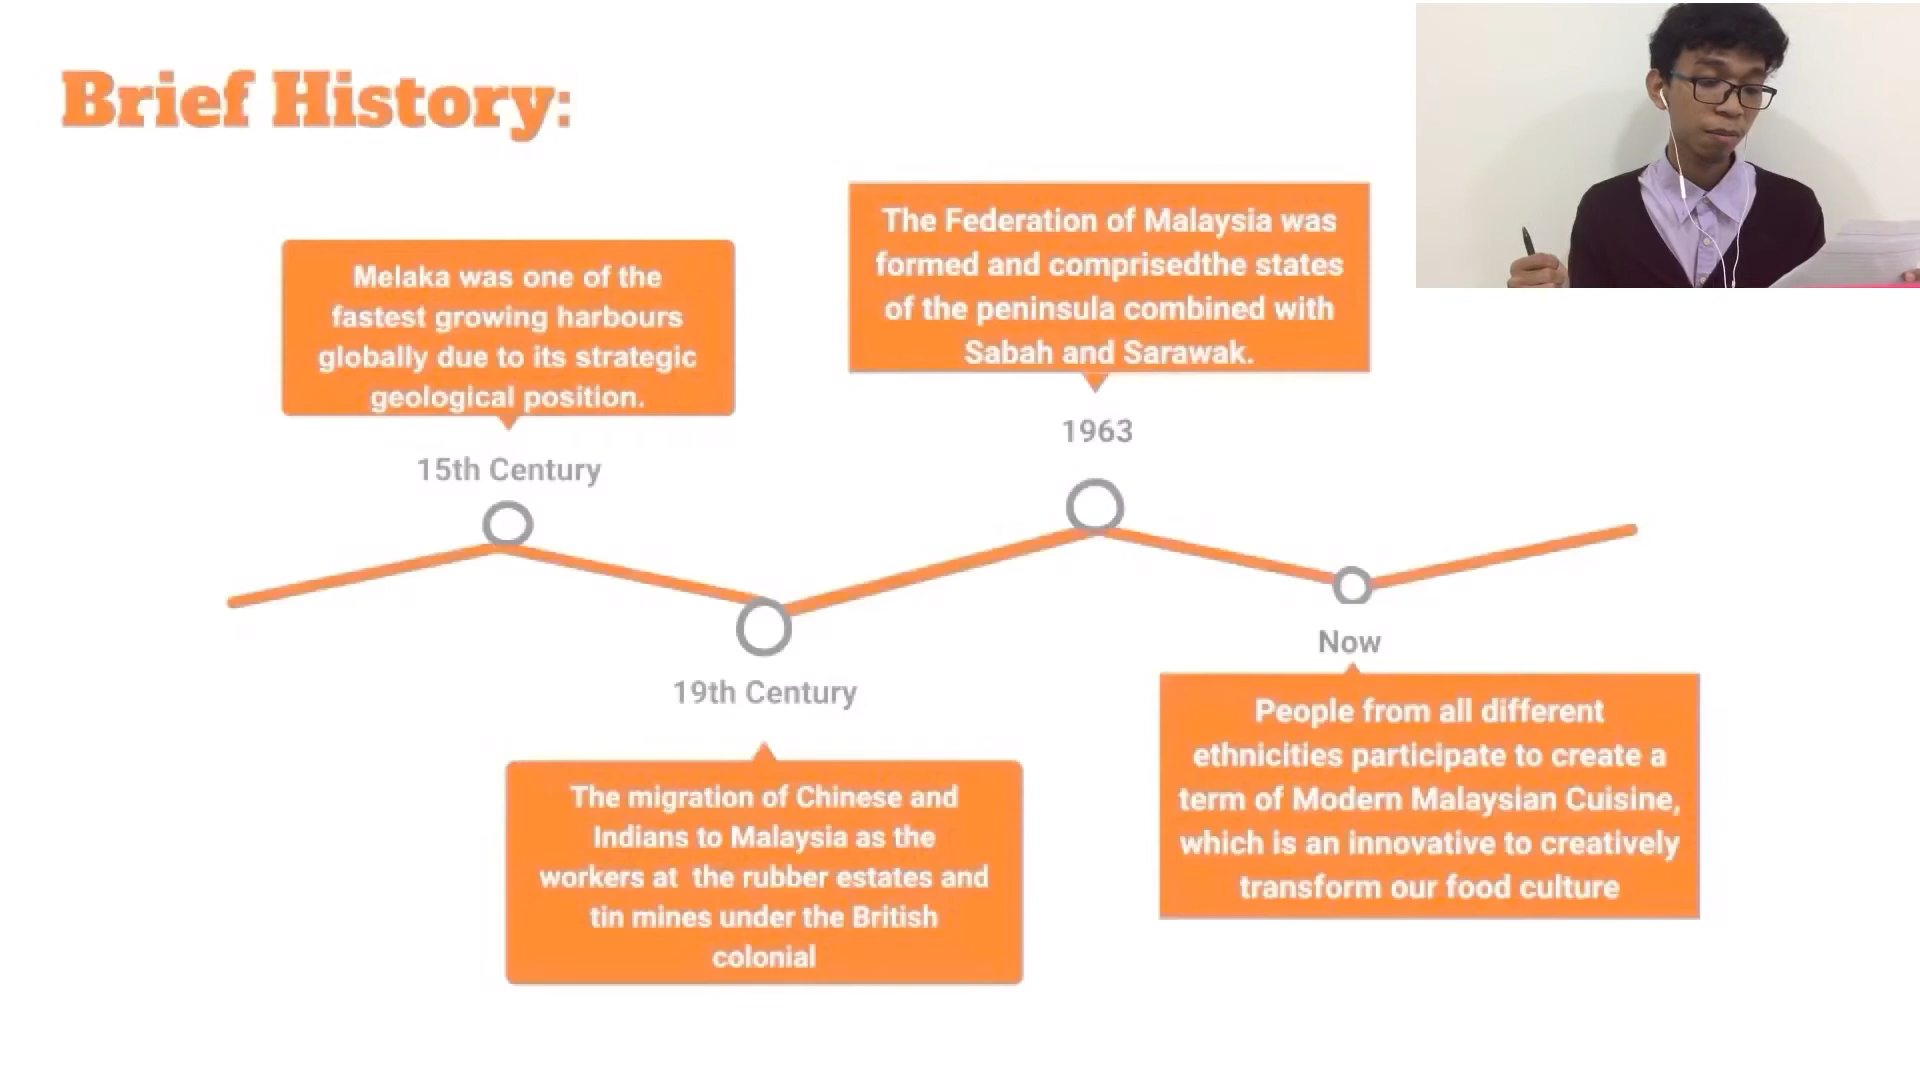 Brief History:
Melaka was one of the
fastest growing harbours
globally due to its strategic
geological position.
15th Century
The Federation of Malaysia was
formed and comprisedthe states
of the peninsula combined with
Sabah and Sarawak.
1963
19th Century
The migration of Chinese and
Indians to Malaysia as the
workers at  the rubber estates and
tin mines under the British
colonial
Now
People from all different
ethnicities participate to create a
term of Modern Malaysian Cuisine,
which is an innovative to creatively
transform our food culture